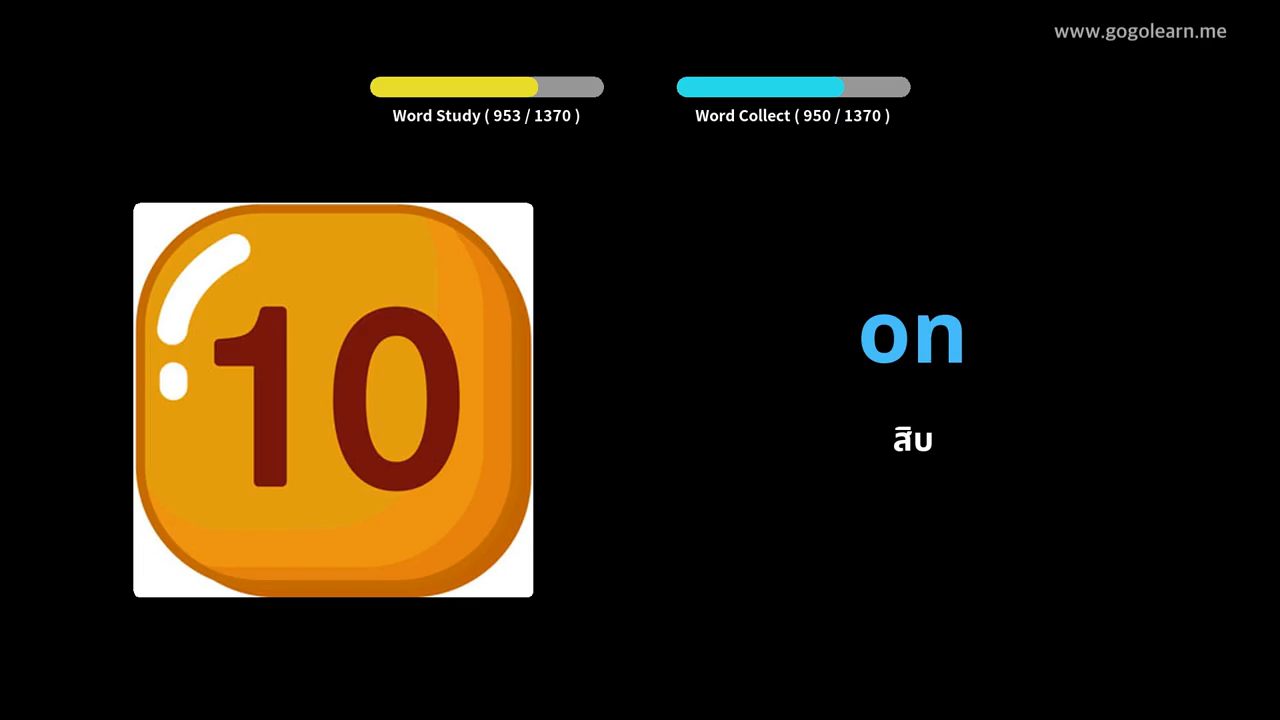 www.gogolearn.me
Word Study ( 953 / 1370 )
Word Collect ( 950 / 1370 )
10
on
สิบ